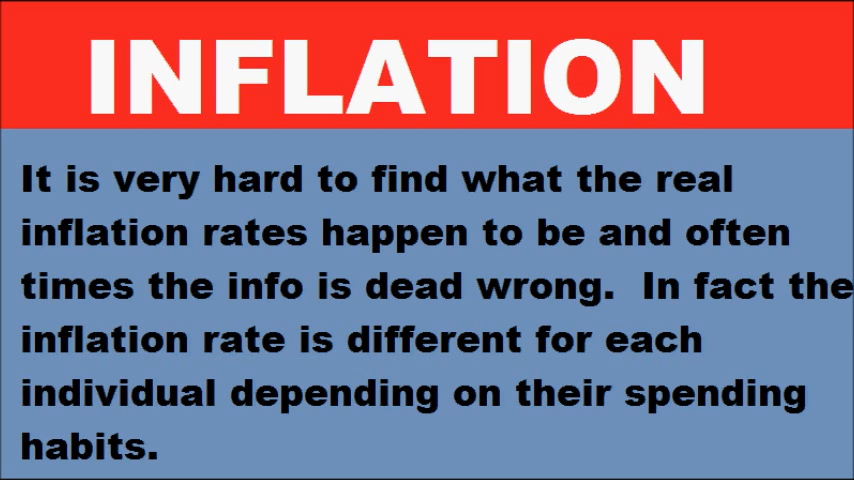 INFLATION
It is very hard to find what the real
inflation rates happen to be and often
times the info is dead wrong.  In fact the
inflation rate is different for each
individual depending on their spending
habits.